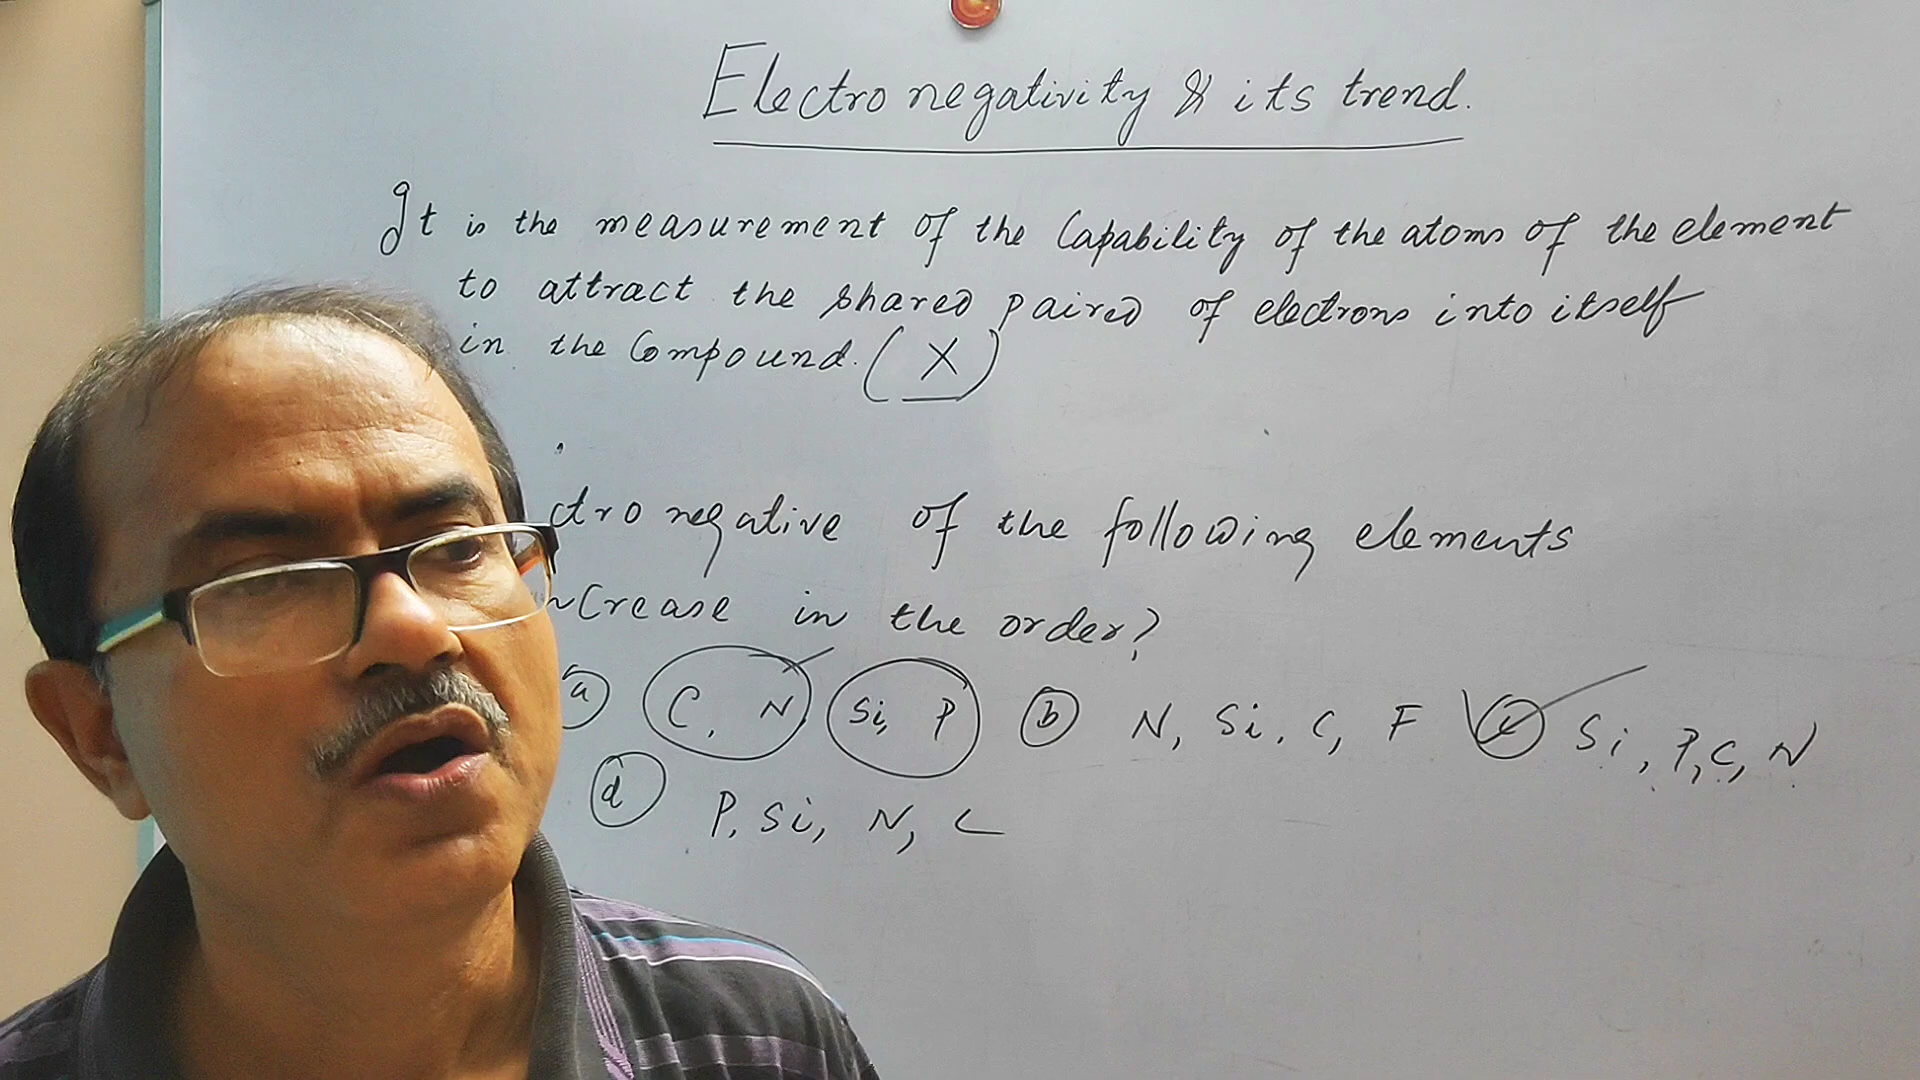 Electronegativity & its trend.
It is the measurement of the Capability of the atoms of the element
to attract the shared paired of electrons into itself
in the Compound. (X)
ctronegative of the following elements
ncrease in the order?
(a) C, N, Si, P (b) N, Si, C, F (c) Si, P, C, N
(d) P, Si, N, C